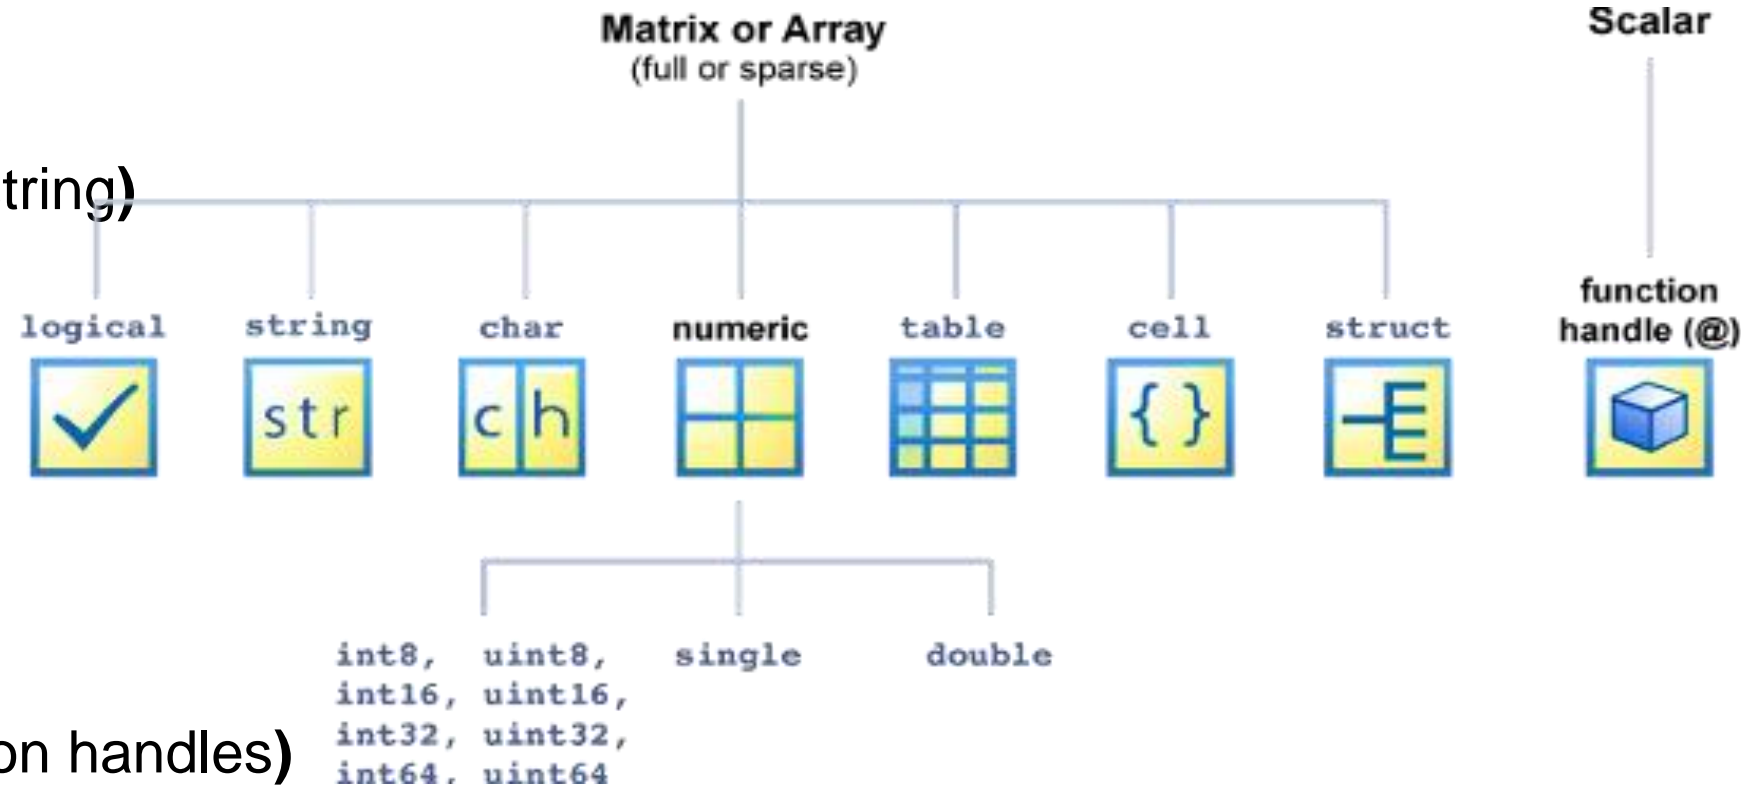 Matrix or Array
(full or sparse)
Scalar
tring)
function
handle (@)
logical string char numeric table cell struct
str
ch
{ }
int8, uint8, single double
int16, uint16,
int32, uint32,
on handles)
int64, uint64